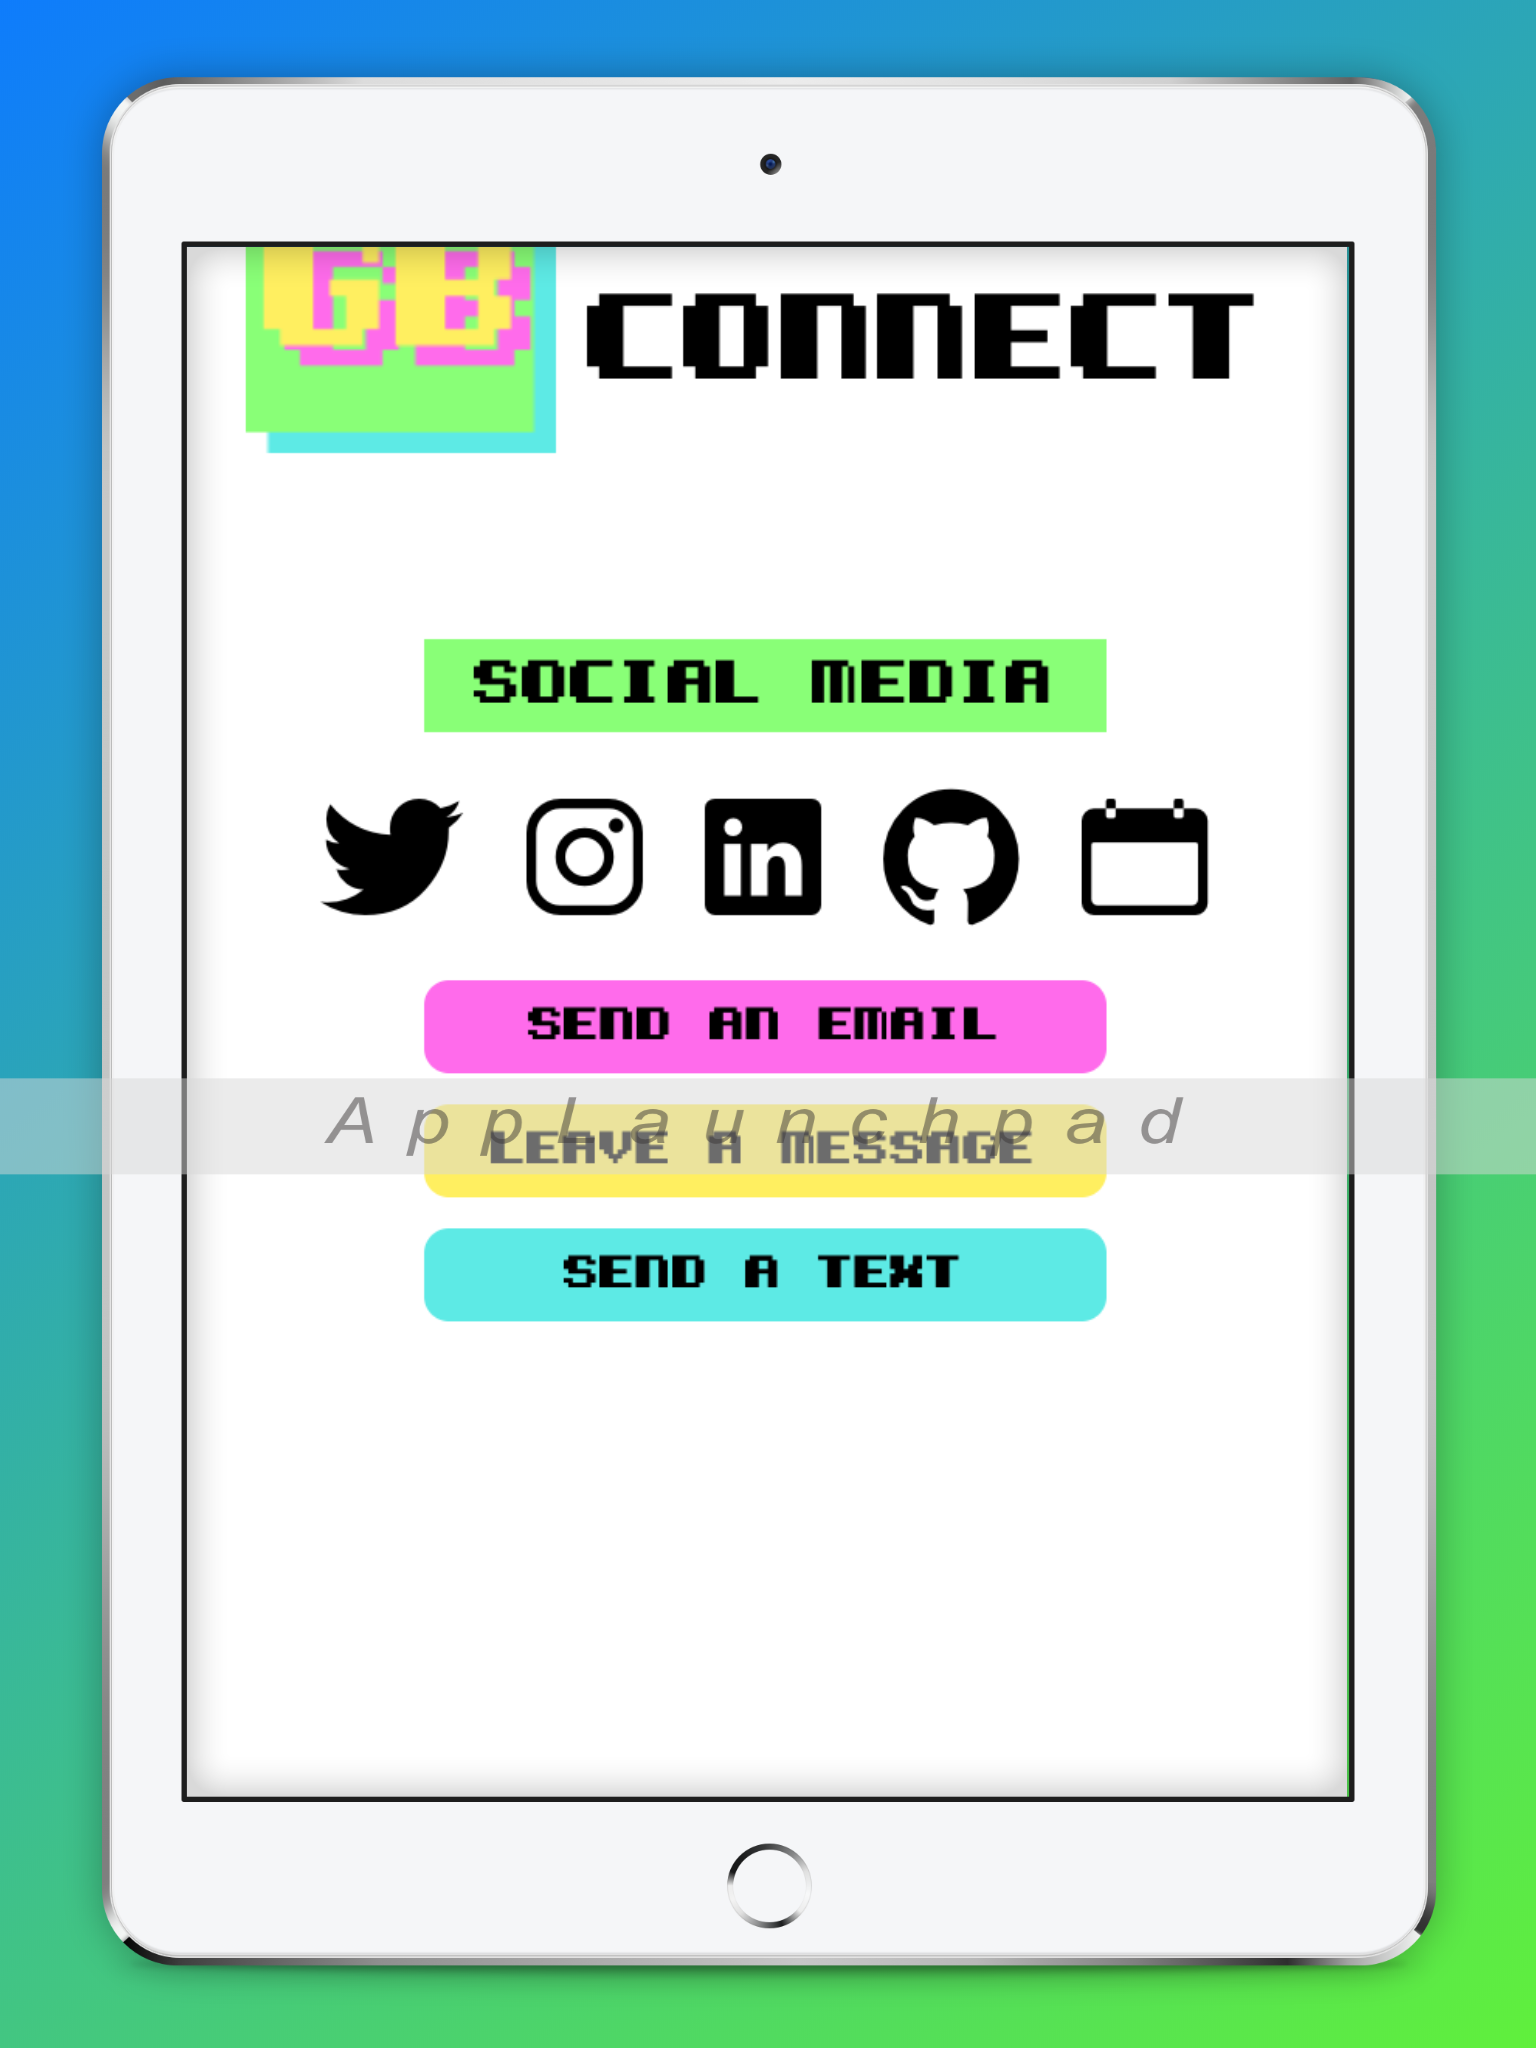 GB
CONNECT
SOCIAL MEDIA
in
SEND AN EMAIL
AppLaunchpad
LEAVE A MESSAGE
SEND A TEXT